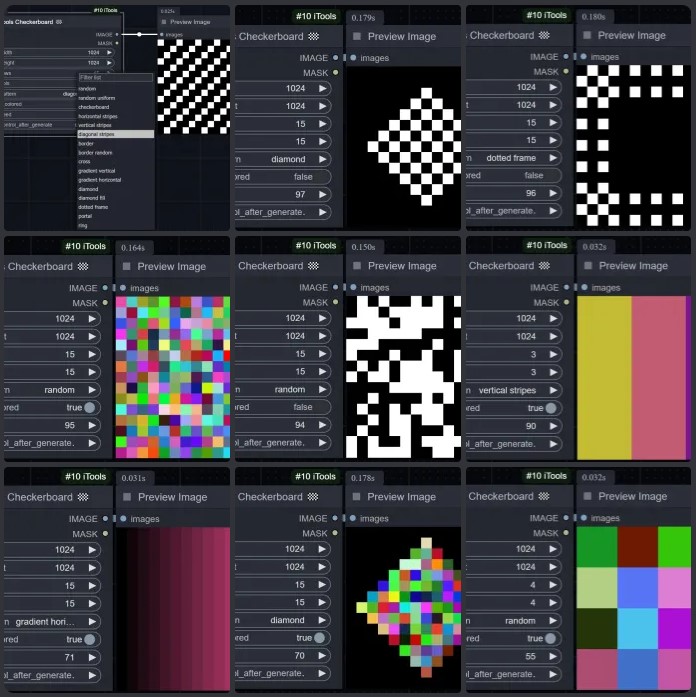 #10 iTools
0.025s
ools Checkerboard
Preview Image
IMAGE
images
MASK
1024
1024
Filter list
random
random uniform
checkerboard
horizontal stripes
vertical stripes
diagonal stripes
border
border random
cross
gradient vertical
gradient horizontal
diamond
diamond fill
dotted frame
portal
ring
ontrol_after_generate
#10 iTools
0.179s
Checkerboard
Preview Image
IMAGE
images
MASK
1024
1024
15
15
diamond
ored
false
97
ol_after_generate.
#10 iTools
0.180s
Checkerboard
Preview Image
IMAGE
images
MASK
1024
1024
15
15
dotted frame
ored
false
96
ol_after_generate.
#10 iTools
0.164s
Checkerboard
Preview Image
IMAGE
images
MASK
1024
1024
15
15
random
ored
true
95
ol_after_generate.
#10 iTools
0.150s
Checkerboard
Preview Image
IMAGE
images
MASK
1024
1024
15
15
random
ored
false
94
ol_after_generate.
#10 iTools
0.032s
Checkerboard
Preview Image
IMAGE
images
MASK
1024
1024
3
3
vertical stripes
ored
true
90
ol_after_generate.
#10 iTools
0.031s
Checkerboard
Preview Image
IMAGE
images
MASK
1024
1024
15
15
gradient hori...
ored
true
71
ol_after_generate.
#10 iTools
0.178s
Checkerboard
Preview Image
IMAGE
images
MASK
1024
1024
15
15
diamond
ored
true
70
ol_after_generate.
#10 iTools
0.032s
Checkerboard
Preview Image
IMAGE
images
MASK
1024
1024
4
4
random
ored
true
55
ol_after_generate.